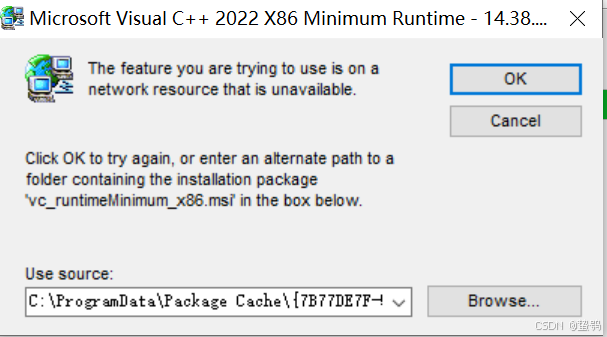 Microsoft Visual C++ 2022 X86 Minimum Runtime - 14.38....
The feature you are trying to use is on a
network resource that is unavailable.
OK
Cancel
Click OK to try again, or enter an alternate path to a
folder containing the installation package
'vc_runtimeMinimum_x86.msi' in the box below.
Use source:
C:\ProgramData\Package Cache\{7B77DE7F-
Browse...
CSDN @蛰鸮